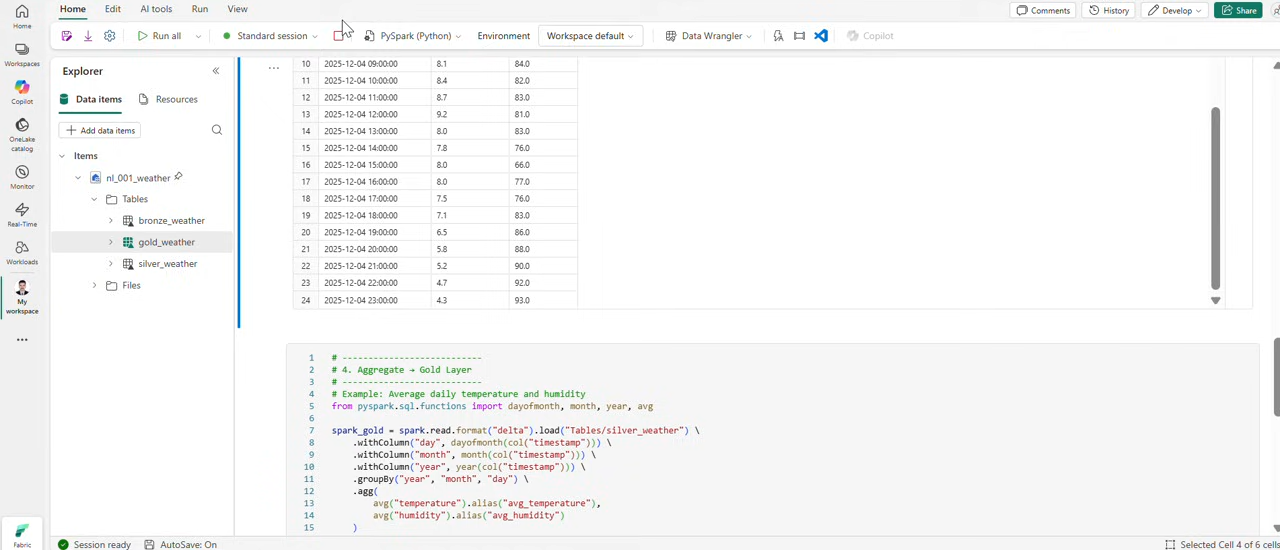 Home Edit AI tools Run View
Comments History Develop Share
Run all Standard session PySpark (Python) Environment Workspace default Data Wrangler Copilot
Home
Workspaces
Copilot
OneLake
catalog
Monitor
Real-Time
Workloads
My
workspace
Fabric
Explorer
Data items Resources
Add data items
Items
nl_001_weather
Tables
bronze_weather
gold_weather
silver_weather
Files
10 2025-12-04 09:00:00 8.1 84.0
11 2025-12-04 10:00:00 8.4 82.0
12 2025-12-04 11:00:00 8.7 83.0
13 2025-12-04 12:00:00 9.2 81.0
14 2025-12-04 13:00:00 8.0 83.0
15 2025-12-04 14:00:00 7.8 76.0
16 2025-12-04 15:00:00 8.0 66.0
17 2025-12-04 16:00:00 8.0 77.0
18 2025-12-04 17:00:00 7.5 76.0
19 2025-12-04 18:00:00 7.1 83.0
20 2025-12-04 19:00:00 6.5 86.0
21 2025-12-04 20:00:00 5.8 88.0
22 2025-12-04 21:00:00 5.2 90.0
23 2025-12-04 22:00:00 4.7 92.0
24 2025-12-04 23:00:00 4.3 93.0
1 # ---------------------------
2 # 4. Aggregate → Gold Layer
3 # ---------------------------
4 # Example: Average daily temperature and humidity
5 from pyspark.sql.functions import dayofmonth, month, year, avg
6
7 spark_gold = spark.read.format("delta").load("Tables/silver_weather") \
8 .withColumn("day", dayofmonth(col("timestamp"))) \
9 .withColumn("month", month(col("timestamp"))) \
10 .withColumn("year", year(col("timestamp"))) \
11 .groupBy("year", "month", "day") \
12 .agg(
13 avg("temperature").alias("avg_temperature"),
14 avg("humidity").alias("avg_humidity")
15 )
Session ready AutoSave: On Selected Cell 4 of 6 cells